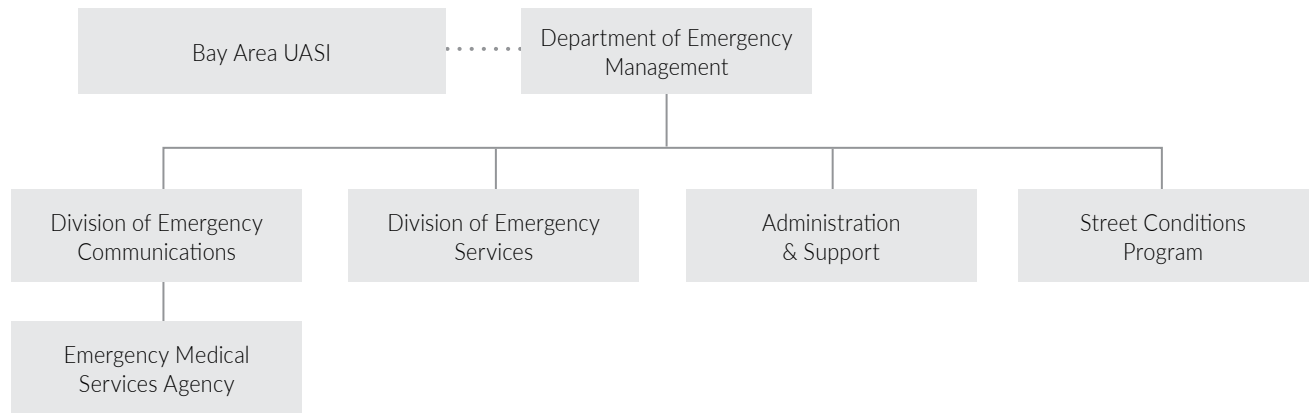 Bay Area UASI
Department of Emergency
Management
Division of Emergency
Communications
Division of Emergency
Services
Administration
& Support
Street Conditions
Program
Emergency Medical
Services Agency